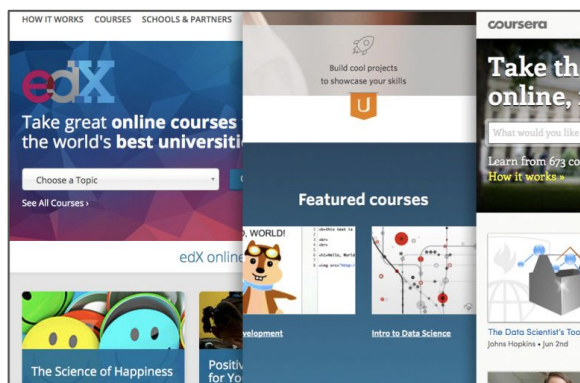 HOW IT WORKS COURSES SCHOOLS & PARTNERS
edX
Take great online courses
the world's best universiti
Choose a Topic
See All Courses ›
edX online
The Science of Happiness
Positiv
for Yo
Build cool projects
to showcase your skills
U
Featured courses
O, WORLD!
velopment
Intro to Data Science
coursera
Take th
online,
What would you like
Learn from 673 co
How it works »
The Data Scientist's Too
Johns Hopkins • Jun 2nd